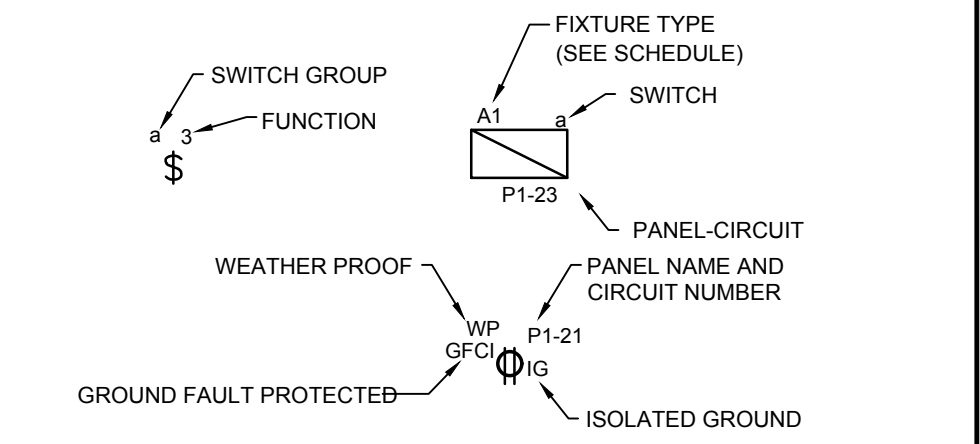 FIXTURE TYPE
(SEE SCHEDULE)
SWITCH GROUP
SWITCH
FUNCTION
A1
a
a 3
$
P1-23
PANEL-CIRCUIT
WEATHER PROOF
PANEL NAME AND
CIRCUIT NUMBER
WP
P1-21
GFCI
IG
GROUND FAULT PROTECTED
ISOLATED GROUND